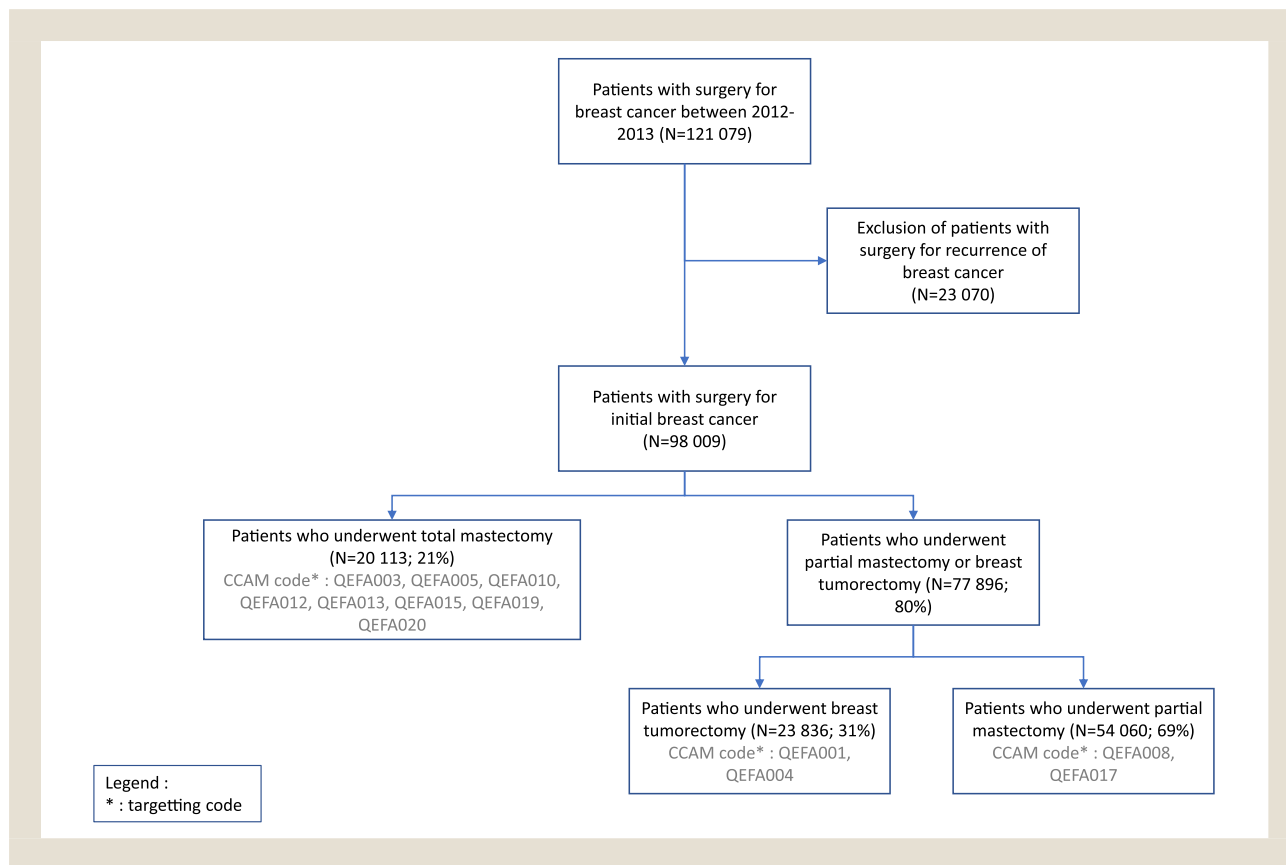 Patients with surgery for
breast cancer between 2012-
2013 (N=121 079)
Exclusion of patients with
surgery for recurrence of
breast cancer
(N=23 070)
Patients with surgery for
initial breast cancer
(N=98 009)
Patients who underwent total mastectomy
(N=20 113; 21%)
CCAM code* : QEFA003, QEFA005, QEFA010,
QEFA012, QEFA013, QEFA015, QEFA019,
QEFA020
Patients who underwent
partial mastectomy or breast
tumorectomy (N=77 896;
80%)
Patients who underwent breast
tumorectomy (N=23 836; 31%)
CCAM code* : QEFA001,
QEFA004
Patients who underwent partial
mastectomy (N=54 060; 69%)
CCAM code* : QEFA008,
QEFA017
Legend :
* : targetting code